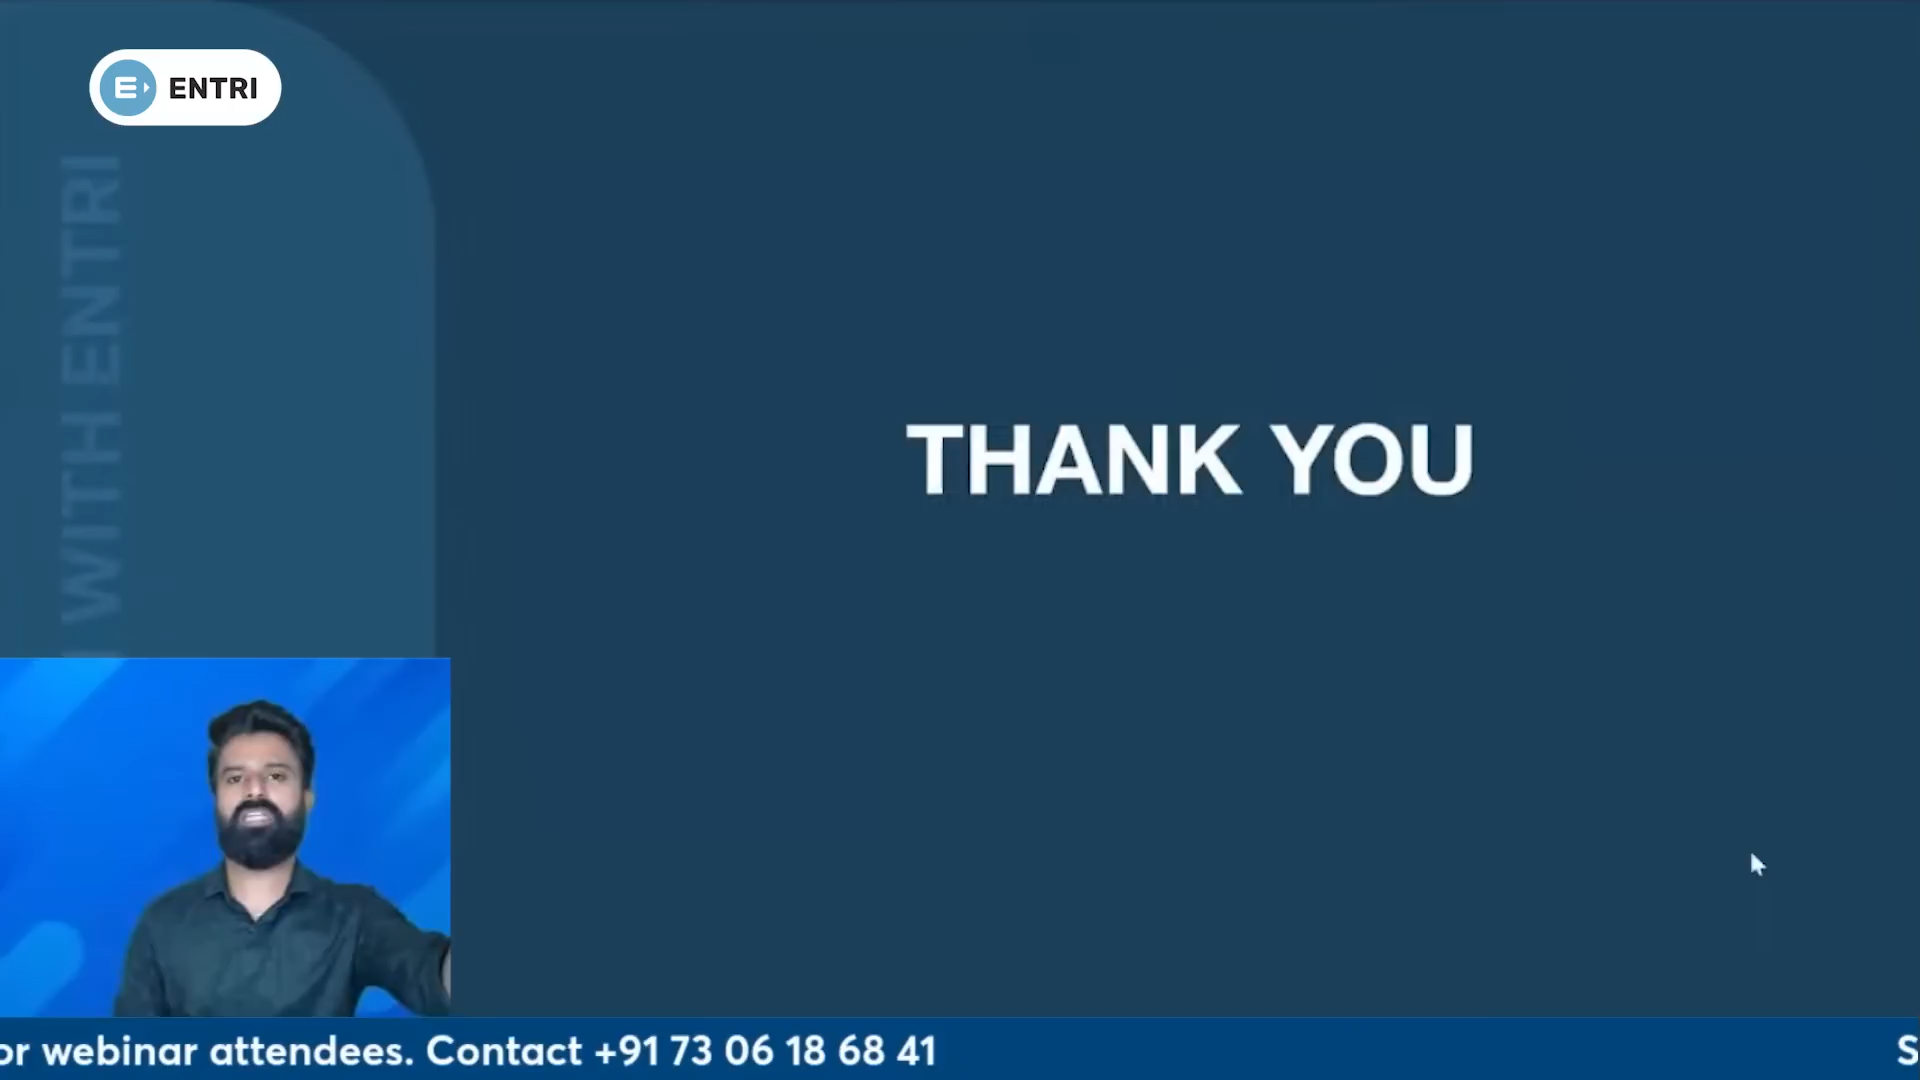 ENTRI
WITH ENTRI
THANK YOU
or webinar attendees. Contact +91 73 06 18 68 41
S